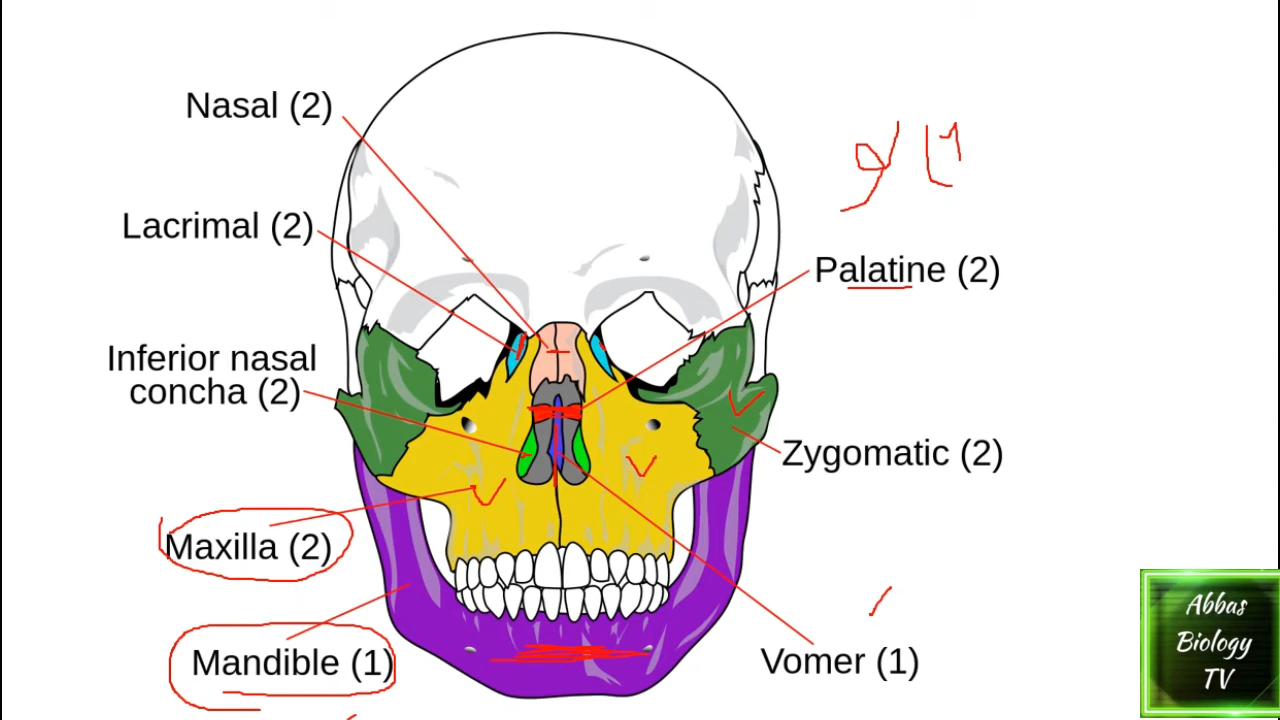 Nasal (2)
Lacrimal (2)
Palatine (2)
Inferior nasal
concha (2)
Zygomatic (2)
Maxilla (2)
Mandible (1)
Vomer (1)
Abbas
Biology
TV